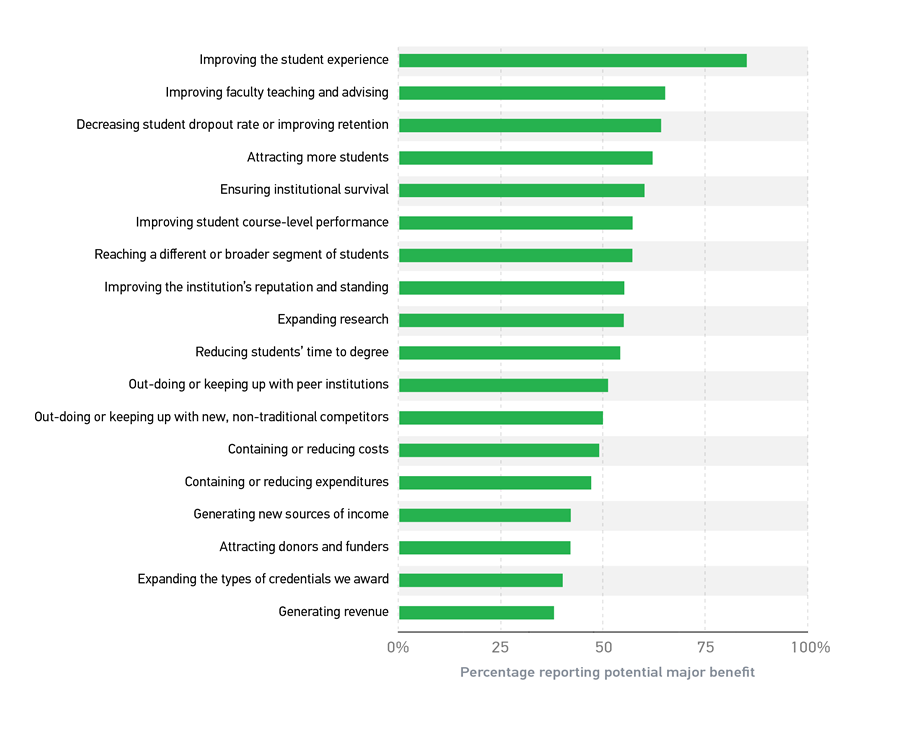 Improving the student experience
Improving faculty teaching and advising
Decreasing student dropout rate or improving retention
Attracting more students
Ensuring institutional survival
Improving student course-level performance
Reaching a different or broader segment of students
Improving the institution’s reputation and standing
Expanding research
Reducing students’ time to degree
Out-doing or keeping up with peer institutions
Out-doing or keeping up with new, non-traditional competitors
Containing or reducing costs
Containing or reducing expenditures
Generating new sources of income
Attracting donors and funders
Expanding the types of credentials we award
Generating revenue
0% 25 50 75 100%
Percentage reporting potential major benefit